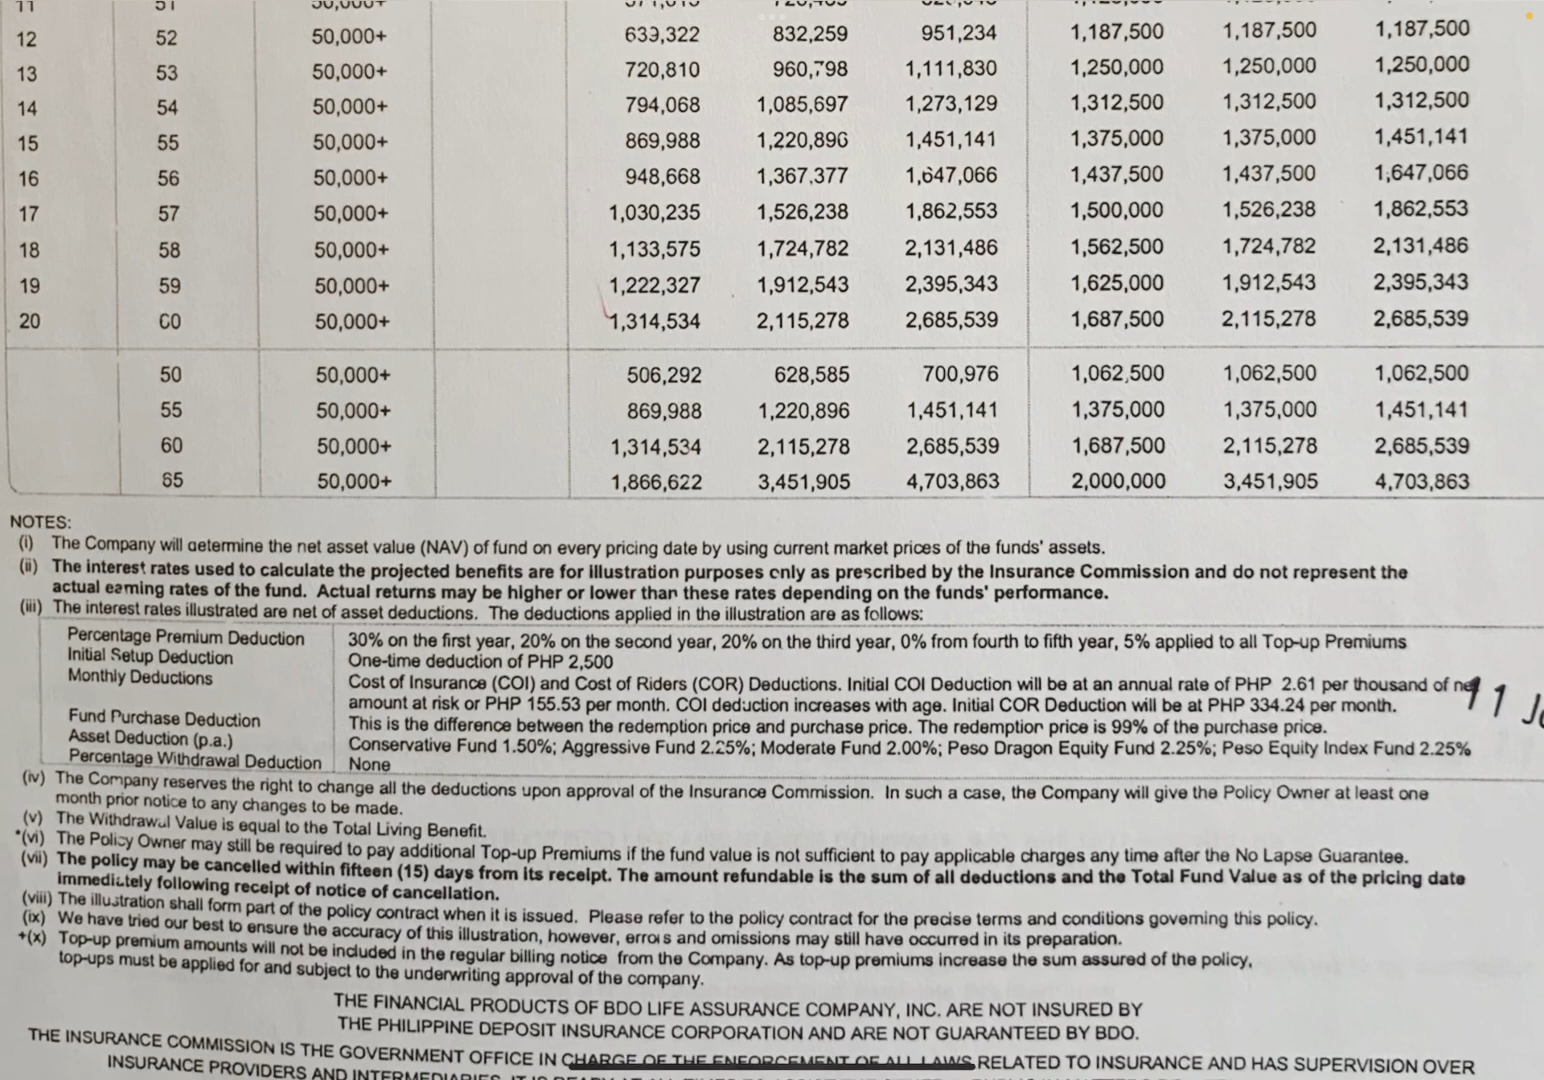 12 52 50,000+ 639,322 832,259 951,234 1,187,500 1,187,500 1,187,500
13 53 50,000+ 720,810 960,798 1,111,830 1,250,000 1,250,000 1,250,000
14 54 50,000+ 794,068 1,085,697 1,273,129 1,312,500 1,312,500 1,312,500
15 55 50,000+ 869,988 1,220,896 1,451,141 1,375,000 1,375,000 1,451,141
16 56 50,000+ 948,668 1,367,377 1,647,066 1,437,500 1,437,500 1,647,066
17 57 50,000+ 1,030,235 1,526,238 1,862,553 1,500,000 1,526,238 1,862,553
18 58 50,000+ 1,133,575 1,724,782 2,131,486 1,562,500 1,724,782 2,131,486
19 59 50,000+ 1,222,327 1,912,543 2,395,343 1,625,000 1,912,543 2,395,343
20 60 50,000+ 1,314,534 2,115,278 2,685,539 1,687,500 2,115,278 2,685,539
50 50,000+ 506,292 628,585 700,976 1,062,500 1,062,500 1,062,500
55 50,000+ 869,988 1,220,896 1,451,141 1,375,000 1,375,000 1,451,141
60 50,000+ 1,314,534 2,115,278 2,685,539 1,687,500 2,115,278 2,685,539
65 50,000+ 1,866,622 3,451,905 4,703,863 2,000,000 3,451,905 4,703,863
NOTES:
(i) The Company will determine the net asset value (NAV) of fund on every pricing date by using current market prices of the funds' assets.
(ii) The interest rates used to calculate the projected benefits are for illustration purposes only as prescribed by the Insurance Commission and do not represent the
actual earning rates of the fund. Actual returns may be higher or lower than these rates depending on the funds' performance.
(iii) The interest rates illustrated are net of asset deductions. The deductions applied in the illustration are as follows:
Percentage Premium Deduction 30% on the first year, 20% on the second year, 20% on the third year, 0% from fourth to fifth year, 5% applied to all Top-up Premiums
Initial Setup Deduction One-time deduction of PHP 2,500
Monthly Deductions Cost of Insurance (COI) and Cost of Riders (COR) Deductions. Initial COI Deduction will be at an annual rate of PHP 2.61 per thousand of net
amount at risk or PHP 155.53 per month. COI deduction increases with age. Initial COR Deduction will be at PHP 334.24 per month.
Fund Purchase Deduction This is the difference between the redemption price and purchase price. The redemption price is 99% of the purchase price.
Asset Deduction (p.a.) Conservative Fund 1.50%; Aggressive Fund 2.25%; Moderate Fund 2.00%; Peso Dragon Equity Fund 2.25%; Peso Equity Index Fund 2.25%
Percentage Withdrawal Deduction None
(iv) The Company reserves the right to change all the deductions upon approval of the Insurance Commission. In such a case, the Company will give the Policy Owner at least one
month prior notice to any changes to be made.
(v) The Withdrawal Value is equal to the Total Living Benefit.
*(vi) The Policy Owner may still be required to pay additional Top-up Premiums if the fund value is not sufficient to pay applicable charges any time after the No Lapse Guarantee.
(vii) The policy may be cancelled within fifteen (15) days from its receipt. The amount refundable is the sum of all deductions and the Total Fund Value as of the pricing date
immediately following receipt of notice of cancellation.
(viii) The illustration shall form part of the policy contract when it is issued. Please refer to the policy contract for the precise terms and conditions governing this policy.
(ix) We have tried our best to ensure the accuracy of this illustration, however, errors and omissions may still have occurred in its preparation.
+(x) Top-up premium amounts will not be included in the regular billing notice from the Company. As top-up premiums increase the sum assured of the policy,
top-ups must be applied for and subject to the underwriting approval of the company.
THE FINANCIAL PRODUCTS OF BDO LIFE ASSURANCE COMPANY, INC. ARE NOT INSURED BY
THE PHILIPPINE DEPOSIT INSURANCE CORPORATION AND ARE NOT GUARANTEED BY BDO.
THE INSURANCE COMMISSION IS THE GOVERNMENT OFFICE IN CHARGE OF THE ENFORCEMENT OF ALL LAWS RELATED TO INSURANCE AND HAS SUPERVISION OVER
INSURANCE PROVIDERS AND INTERMEDIARIES.